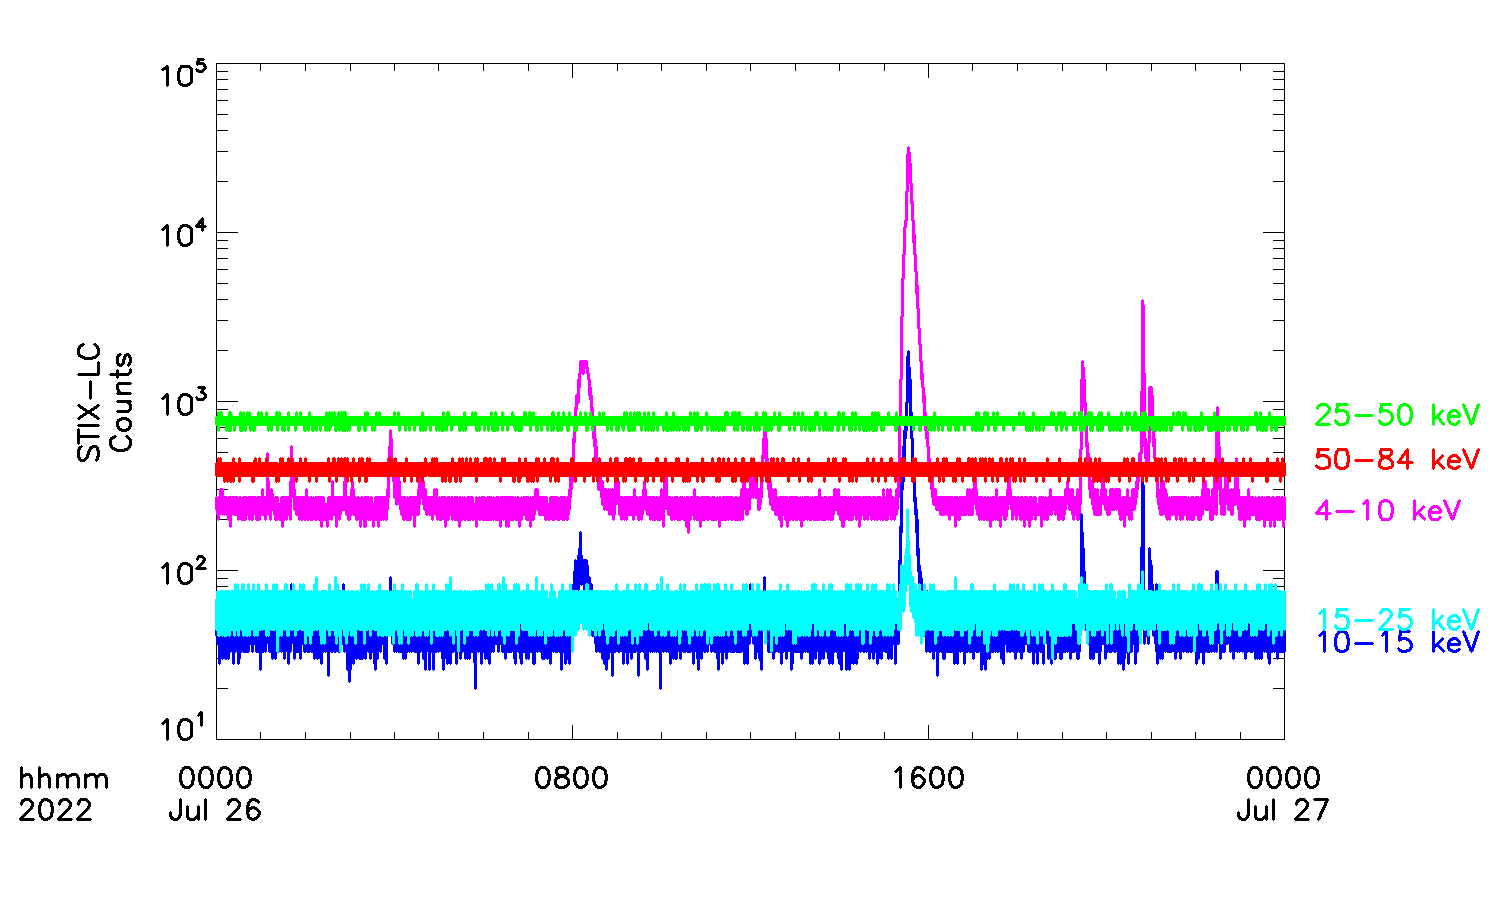 10⁵
10⁴
10³
10²
10¹
STIX-LC
Counts
25-50 keV
50-84 keV
4-10 keV
15-25 keV
10-15 keV
hhmm 0000 0800 1600 0000
2022 Jul 26 Jul 27